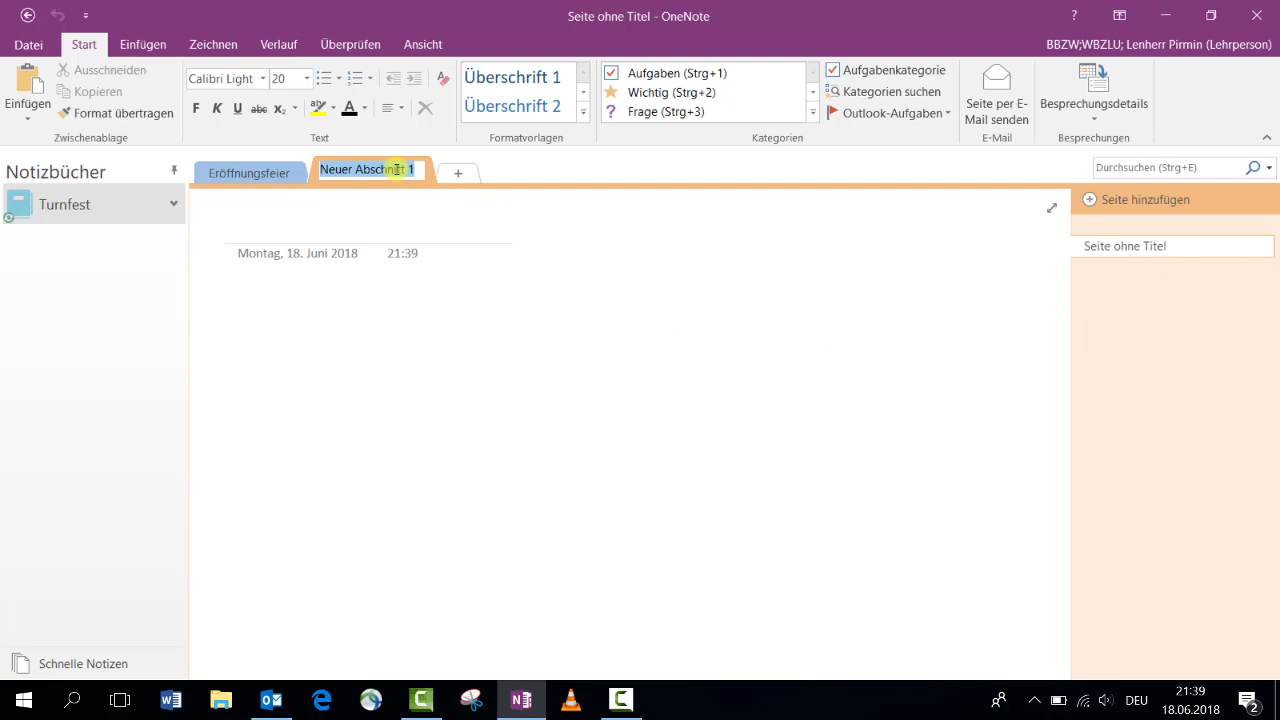 Seite ohne Titel - OneNote
?
Datei Start Einfügen Zeichnen Verlauf Überprüfen Ansicht
BBZW;WBZLU; Lenherr Pirmin (Lehrperson)
Einfügen
Ausschneiden
Kopieren
Format übertragen
Zwischenablage
Calibri Light 20
F K U abc x₂ ab A
Text
Überschrift 1
Überschrift 2
Formatvorlagen
Aufgaben (Strg+1)
Wichtig (Strg+2)
? Frage (Strg+3)
Aufgabenkategorie
Kategorien suchen
Outlook-Aufgaben
Kategorien
Seite per E-
Mail senden
E-Mail
Besprechungsdetails
Besprechungen
Notizbücher
Turnfest
Eröffnungsfeier Neuer Abschnitt 1 +
Durchsuchen (Strg+E)
Seite hinzufügen
Seite ohne Titel
Montag, 18. Juni 2018 21:39
Schnelle Notizen
DEU
21:39
18.06.2018
2